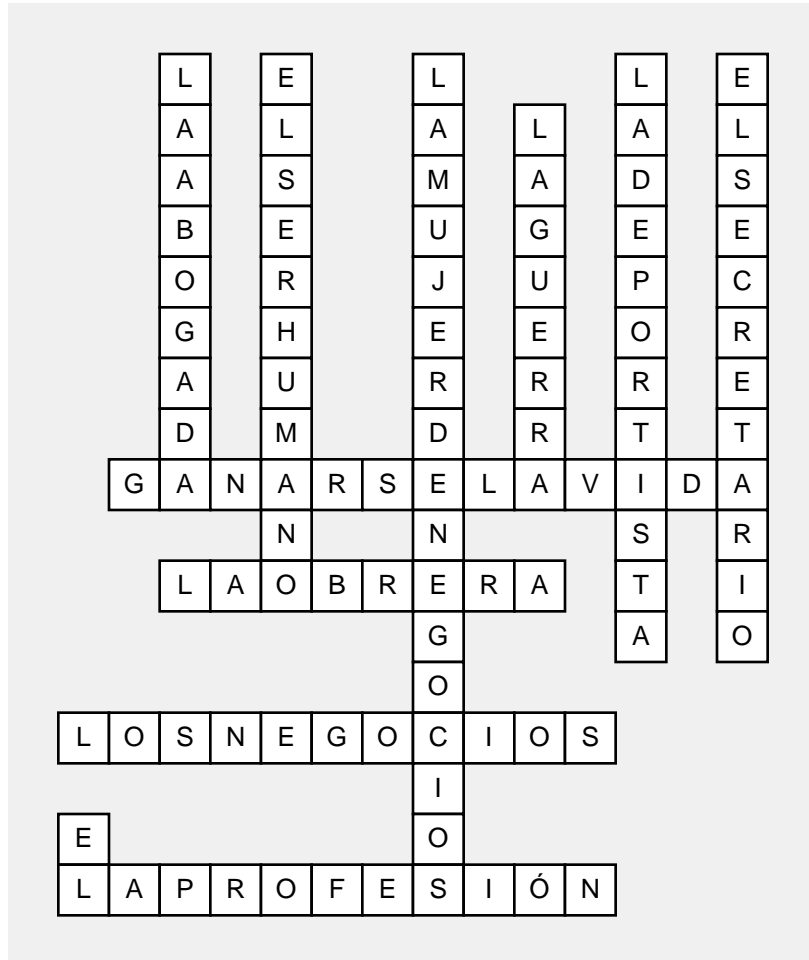 LAABOGADA
ELSERHUMANO
LAMUJERDENEGOCIOS
LAGUERRA
LADEPORTISTA
ELSECRETARIO
GANARSELAVIDA
LAOBRERA
LOSNEGOCIOS
EL
LAPROFESIÓN